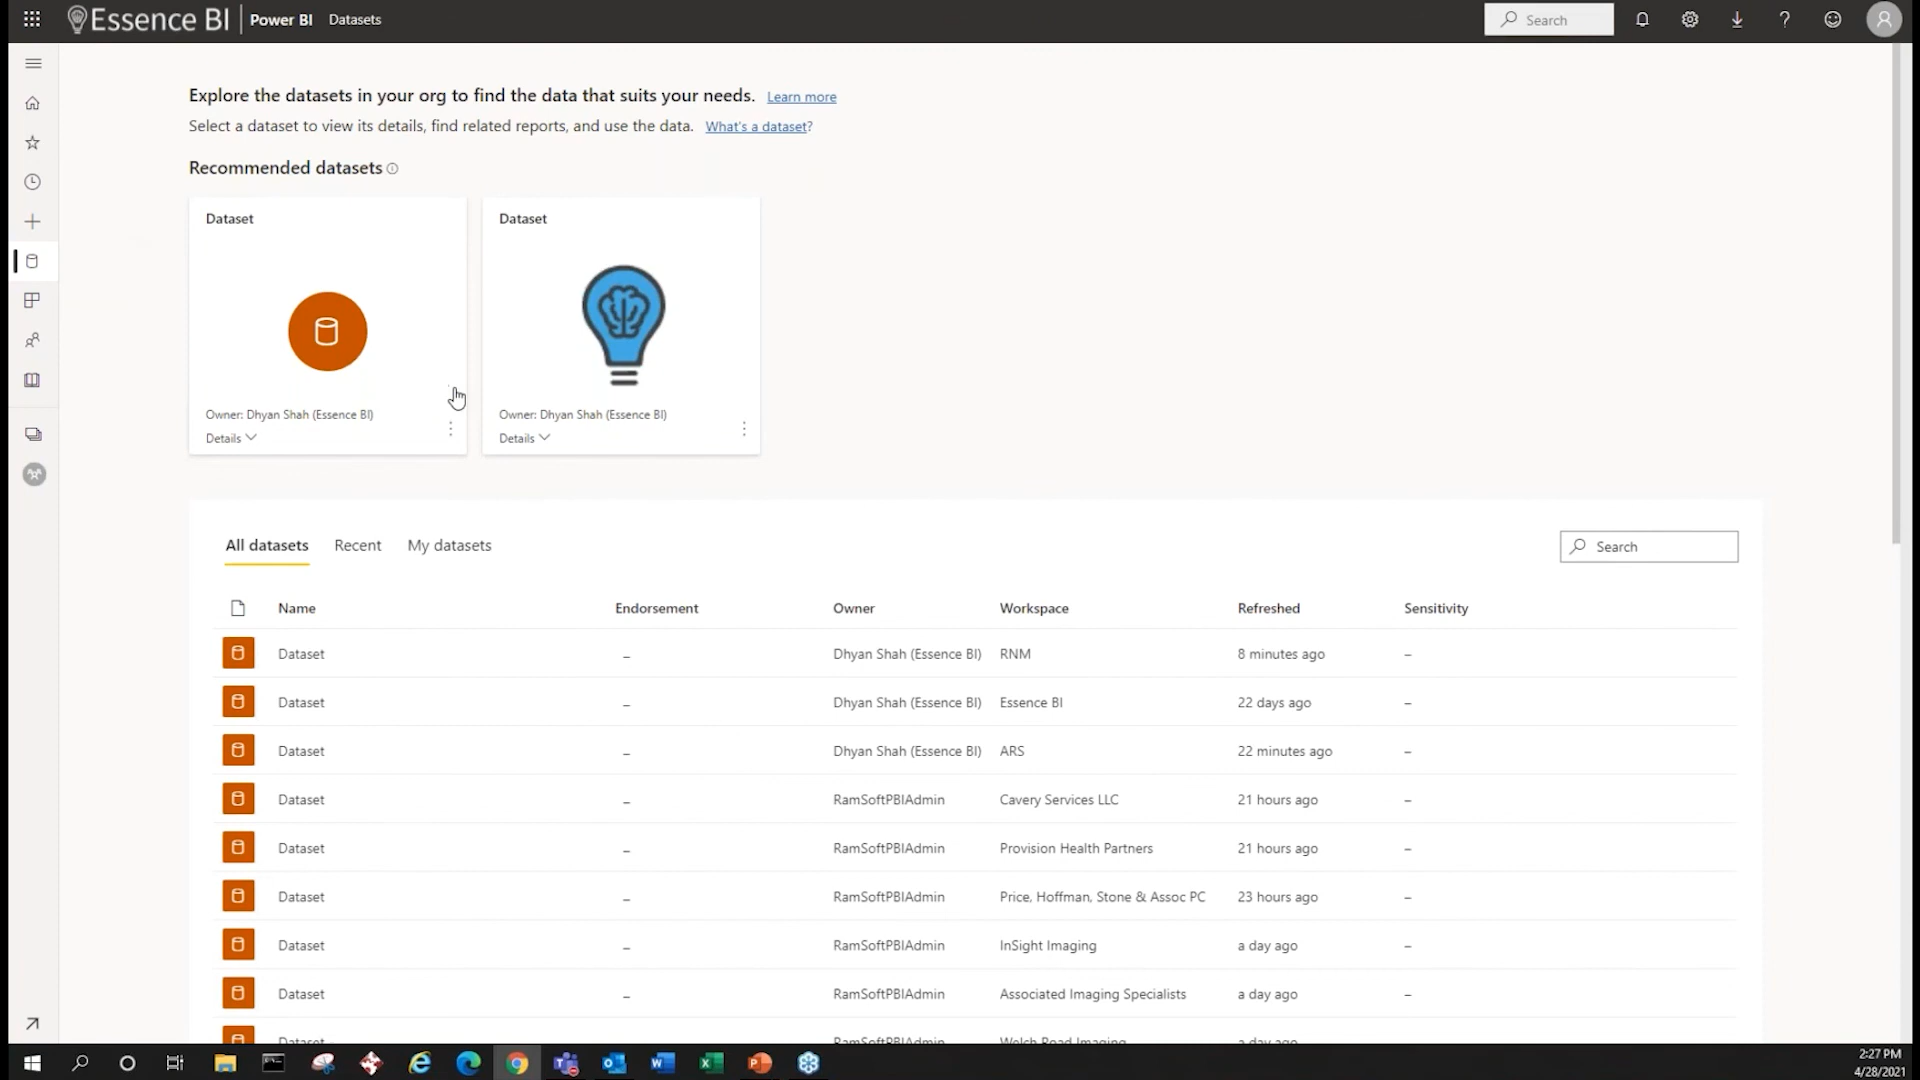 Essence BI Power BI Datasets Search
Explore the datasets in your org to find the data that suits your needs. Learn more
Select a dataset to view its details, find related reports, and use the data. What's a dataset?
Recommended datasets
Dataset
Owner: Dhyan Shah (Essence BI)
Details
Dataset
Owner: Dhyan Shah (Essence BI)
Details
All datasets Recent My datasets Search
Name Endorsement Owner Workspace Refreshed Sensitivity
Dataset – Dhyan Shah (Essence BI) RNM 8 minutes ago –
Dataset – Dhyan Shah (Essence BI) Essence BI 22 days ago –
Dataset – Dhyan Shah (Essence BI) ARS 22 minutes ago –
Dataset – RamSoftPBIAdmin Cavery Services LLC 21 hours ago –
Dataset – RamSoftPBIAdmin Provision Health Partners 21 hours ago –
Dataset – RamSoftPBIAdmin Price, Hoffman, Stone & Assoc PC 23 hours ago –
Dataset – RamSoftPBIAdmin InSight Imaging a day ago –
Dataset – RamSoftPBIAdmin Associated Imaging Specialists a day ago –
Dataset RamSoftPBIAdmin Welch Road Imaging a day ago
2:27 PM
4/28/2021